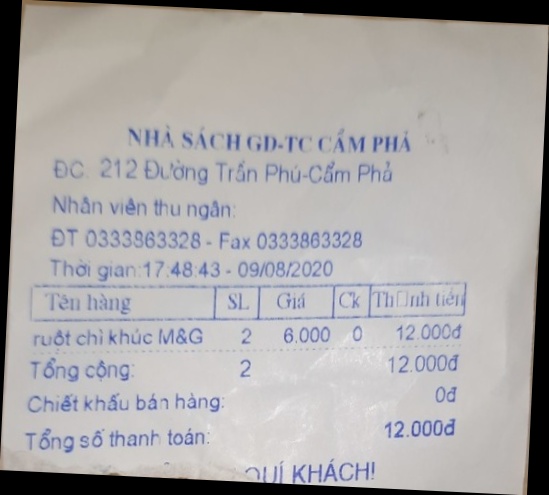 NHÀ SÁCH GD-TC CẨM PHẢ
ĐC: 212 Đường Trần Phú-Cẩm Phả
Nhân viên thu ngân:
ĐT 0333863328 - Fax 0333863328
Thời gian:17:48:43 - 09/08/2020
Tên hàng SL Giá Ck Th□nh tiền
ruột chì khúc M&G 2 6.000 0 12.000đ
Tổng cộng: 2 12.000đ
Chiết khấu bán hàng: 0đ
Tổng số thanh toán: 12.000đ
QUÍ KHÁCH!